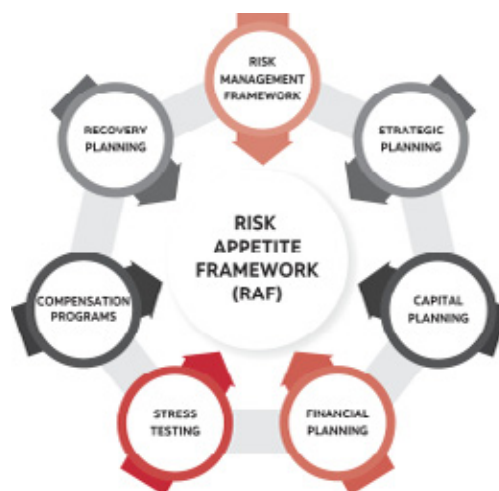 RISK
MANAGEMENT
FRAMEWORK
RECOVERY
PLANNING
STRATEGIC
PLANNING
RISK
APPETITE
FRAMEWORK
(RAF)
COMPENSATION
PROGRAMS
CAPITAL
PLANNING
STRESS
TESTING
FINANCIAL
PLANNING